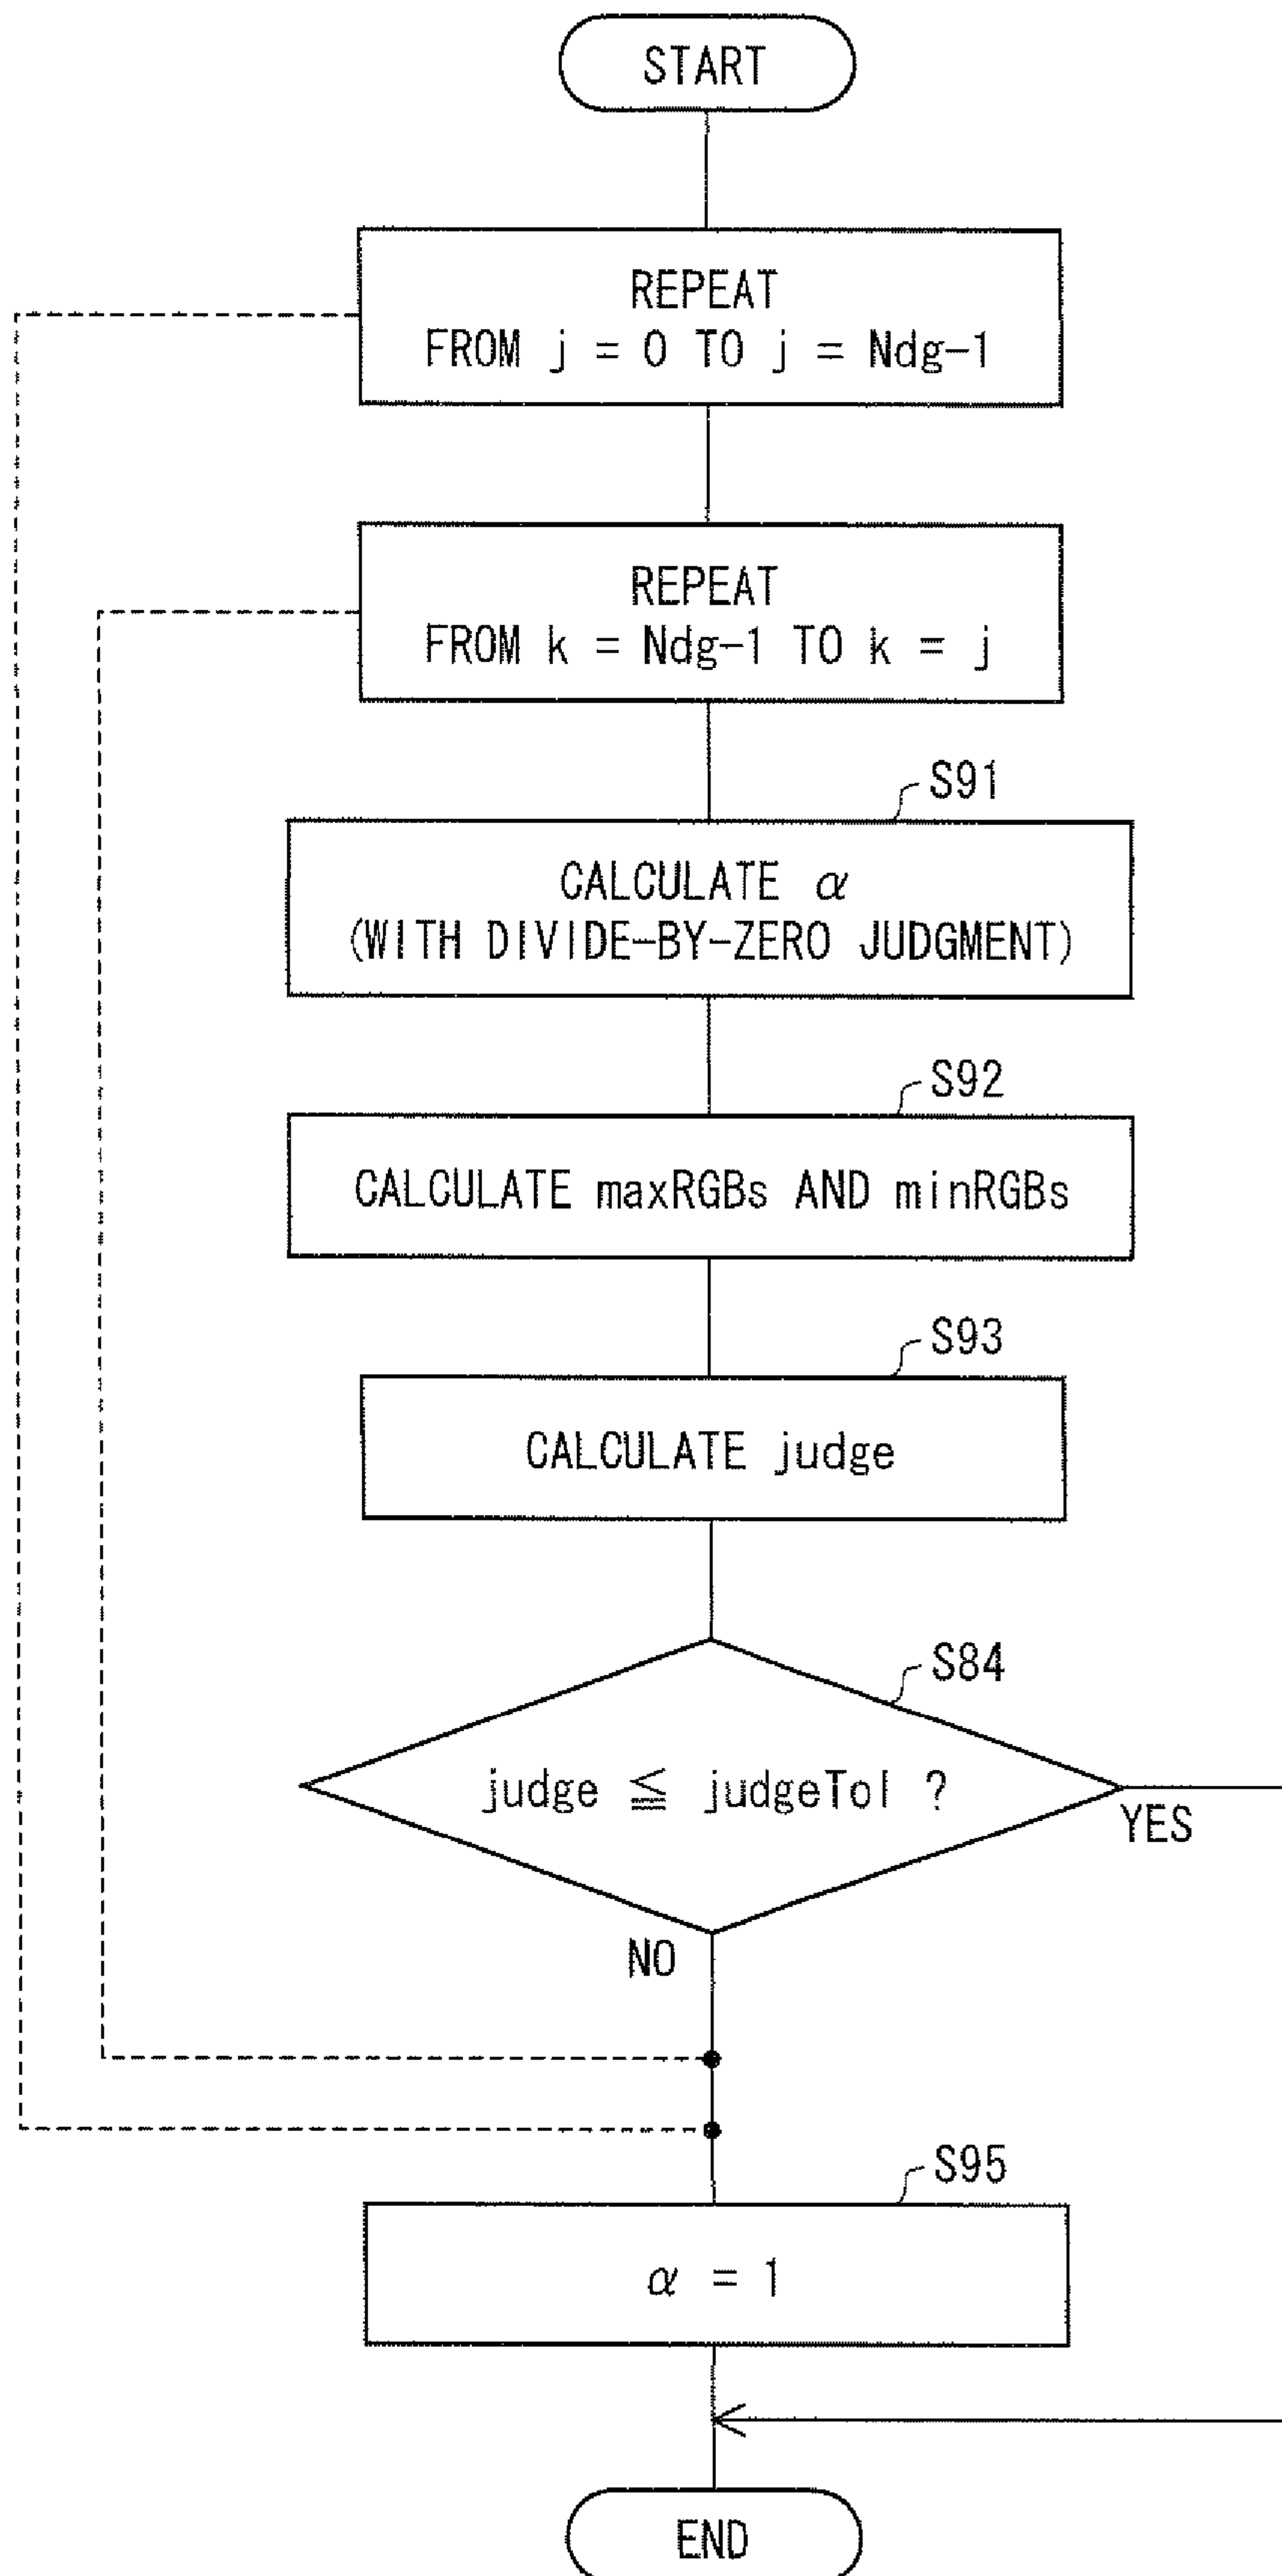 START
REPEAT
FROM j = 0 TO j = Ndg-1
REPEAT
FROM k = Ndg-1 TO k = j
S91
CALCULATE α
(WITH DIVIDE-BY-ZERO JUDGMENT)
S92
CALCULATE maxRGBs AND minRGBs
S93
CALCULATE judge
S84
judge ≦ judgeTol ?
YES
NO
S95
α = 1
END